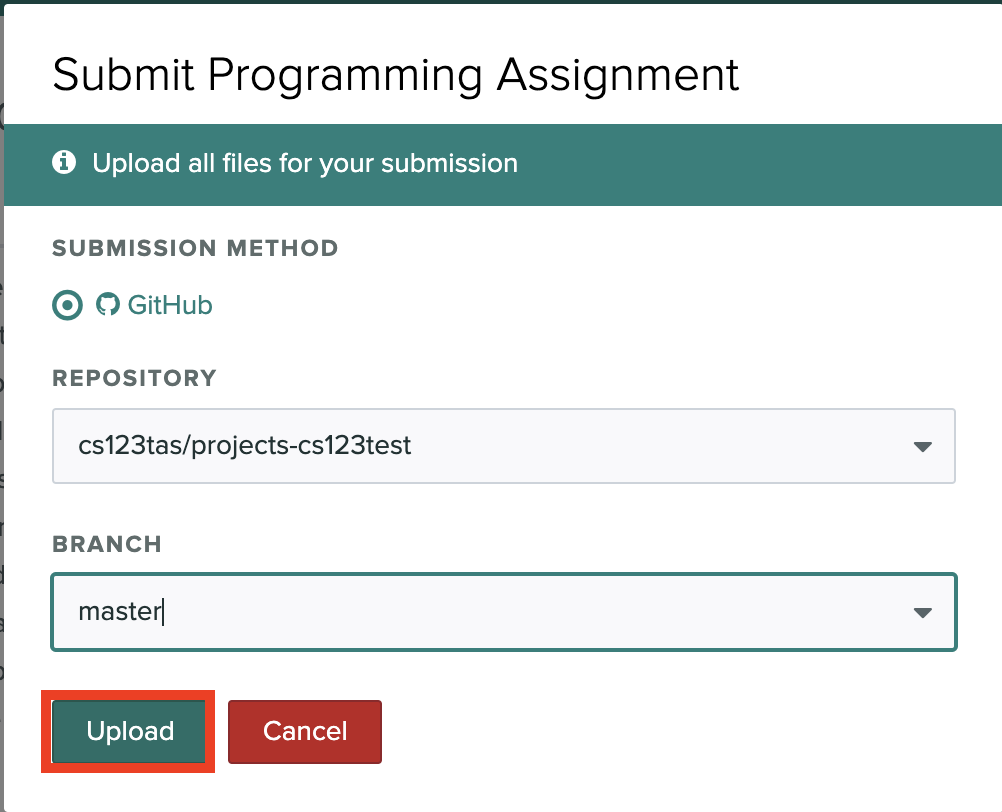 Submit Programming Assignment
Upload all files for your submission
SUBMISSION METHOD
GitHub
REPOSITORY
cs123tas/projects-cs123test
BRANCH
master
Upload
Cancel